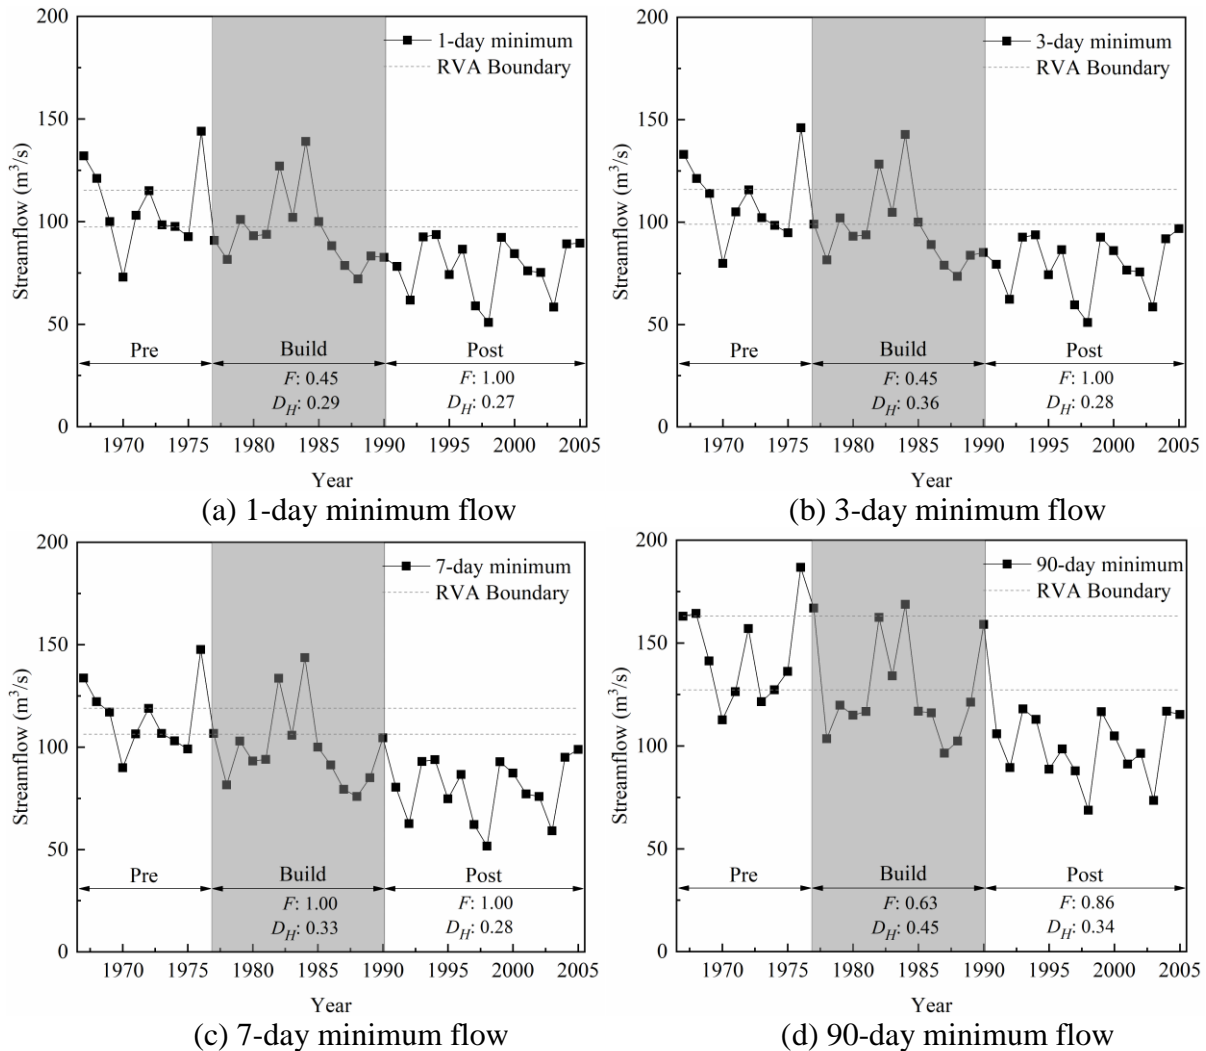 200
150
100
50
0
Streamflow (m³/s)
1-day minimum
RVA Boundary
Pre
Build
Post
F: 0.45
D_H: 0.29
F: 1.00
D_H: 0.27
1970 1975 1980 1985 1990 1995 2000 2005
Year
(a) 1-day minimum flow
200
150
100
50
0
Streamflow (m³/s)
3-day minimum
RVA Boundary
Pre
Build
Post
F: 0.45
D_H: 0.36
F: 1.00
D_H: 0.28
1970 1975 1980 1985 1990 1995 2000 2005
Year
(b) 3-day minimum flow
200
150
100
50
0
Streamflow (m³/s)
7-day minimum
RVA Boundary
Pre
Build
Post
F: 1.00
D_H: 0.33
F: 1.00
D_H: 0.28
1970 1975 1980 1985 1990 1995 2000 2005
Year
(c) 7-day minimum flow
200
150
100
50
0
Streamflow (m³/s)
90-day minimum
RVA Boundary
Pre
Build
Post
F: 0.63
D_H: 0.45
F: 0.86
D_H: 0.34
1970 1975 1980 1985 1990 1995 2000 2005
Year
(d) 90-day minimum flow